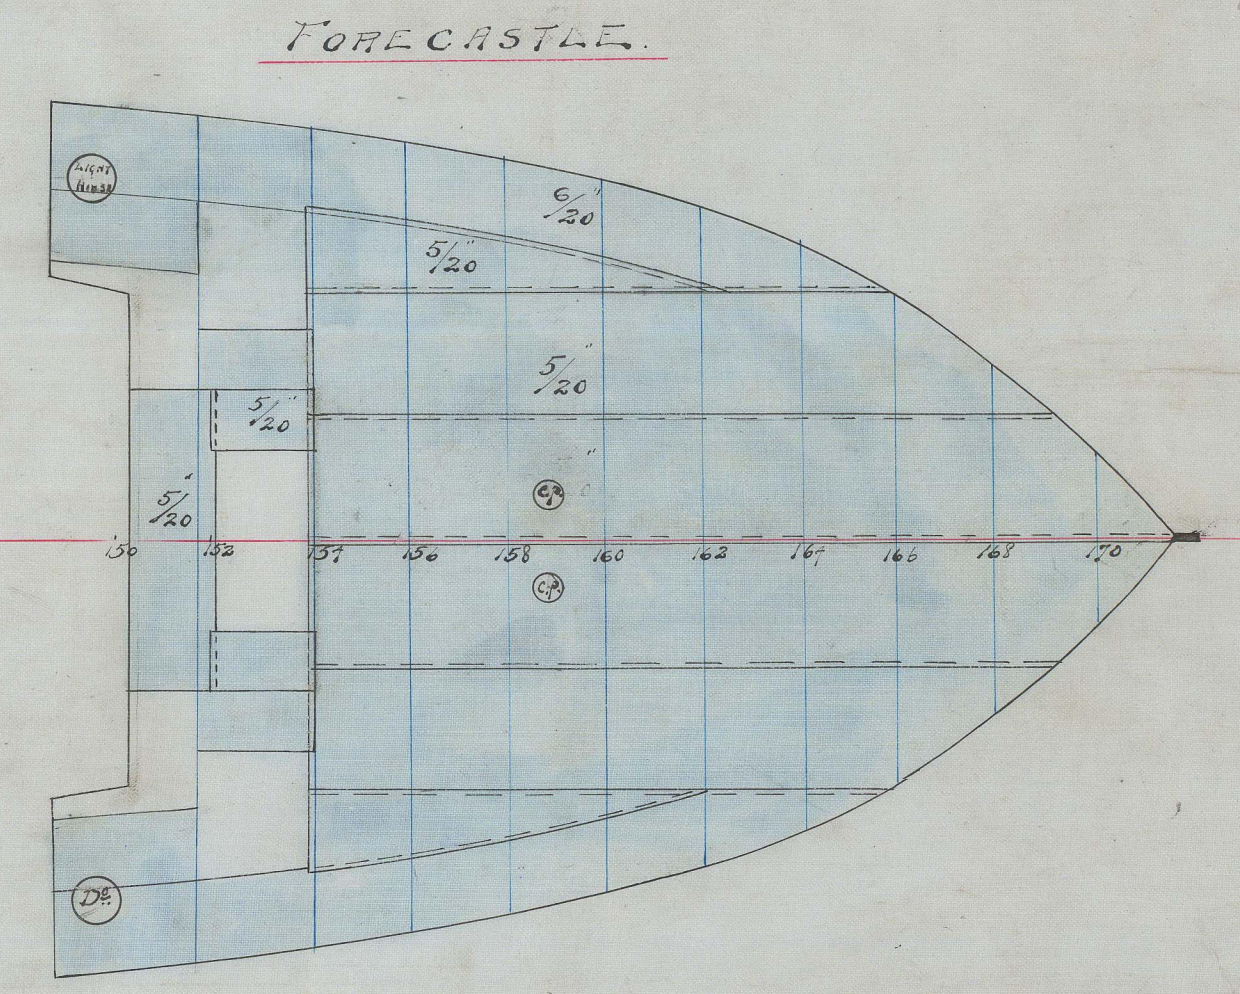 FORECASTLE.
LIGHT
HOUSE
6/20"
5/20"
5/20"
5/20"
5/20"
"
C.P.
150 152 154 156 158 160 162 164 166 168 170
C.P.
Do